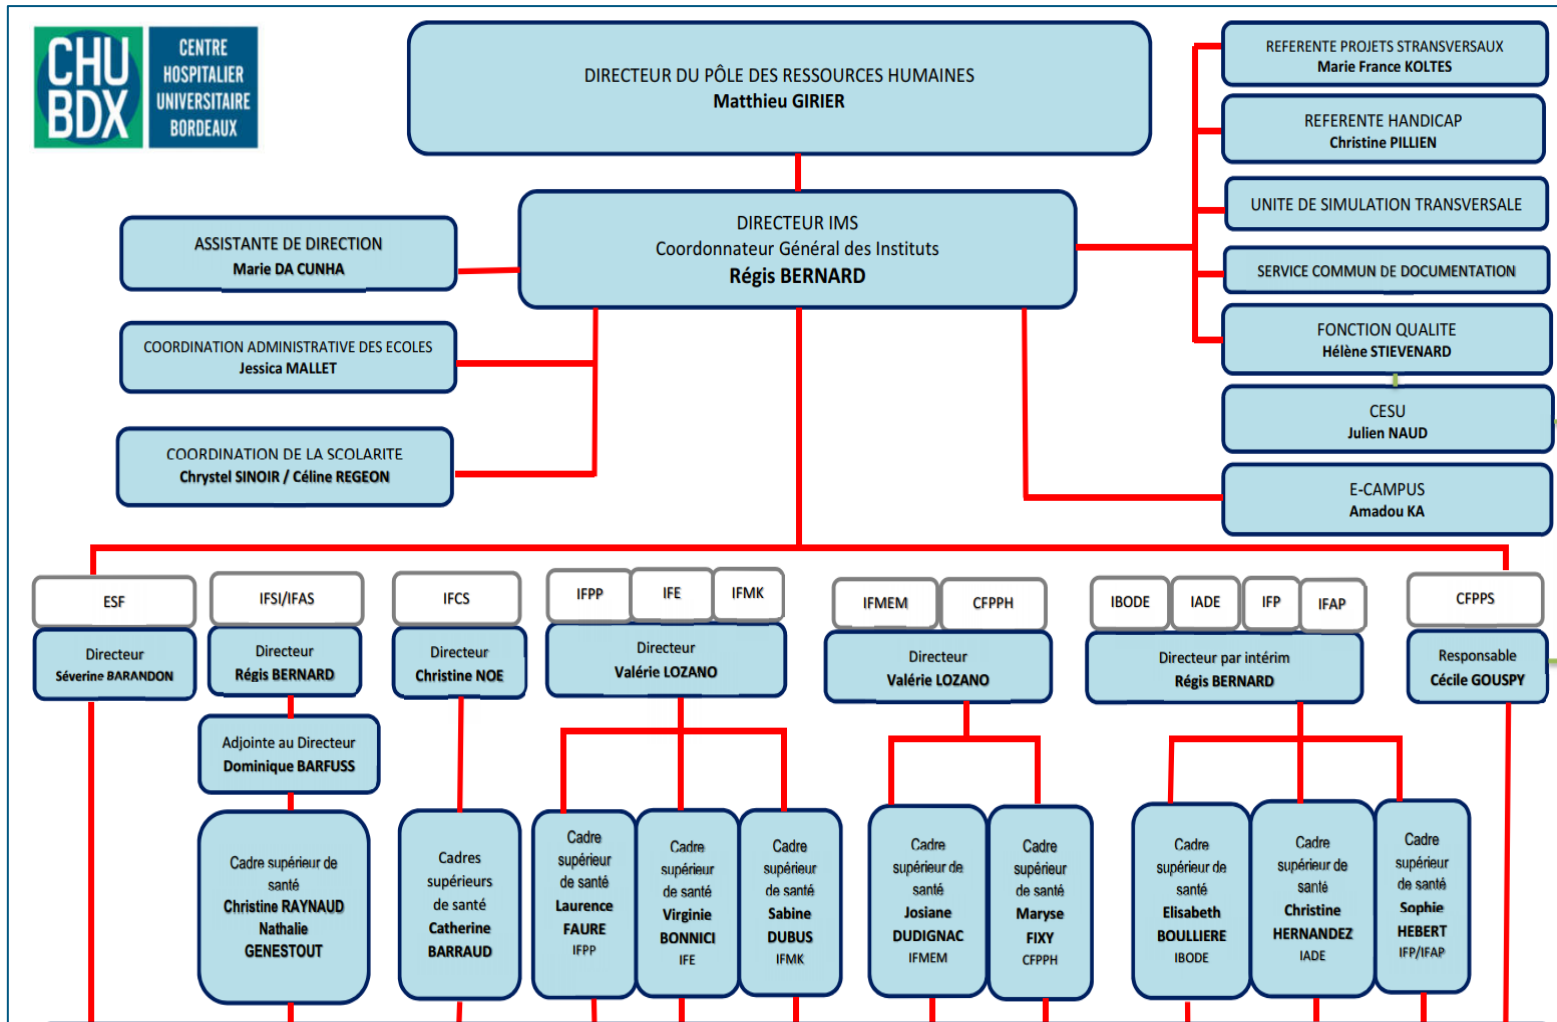 CHU
BDX
CENTRE
HOSPITALIER
UNIVERSITAIRE
BORDEAUX
DIRECTEUR DU PÔLE DES RESSOURCES HUMAINES
Matthieu GIRIER
REFERENTE PROJETS STRANSVERSAUX
Marie France KOLTES
REFERENTE HANDICAP
Christine PILLIEN
UNITE DE SIMULATION TRANSVERSALE
SERVICE COMMUN DE DOCUMENTATION
FONCTION QUALITE
Hélène STIEVENARD
CESU
Julien NAUD
E-CAMPUS
Amadou KA
DIRECTEUR IMS
Coordonnateur Général des Instituts
Régis BERNARD
ASSISTANTE DE DIRECTION
Marie DA CUNHA
COORDINATION ADMINISTRATIVE DES ECOLES
Jessica MALLET
COORDINATION DE LA SCOLARITE
Chrystel SINOIR / Céline REGEON
ESF
Directeur
Séverine BARANDON
IFSI/IFAS
Directeur
Régis BERNARD
Adjointe au Directeur
Dominique BARFUSS
Cadre supérieur de
santé
Christine RAYNAUD
Nathalie
GENESTOUT
IFCS
Directeur
Christine NOE
Cadres
supérieurs
de santé
Catherine
BARRAUD
IFPP
IFE
IFMK
Directeur
Valérie LOZANO
Cadre
supérieur
de santé
Laurence
FAURE
IFPP
Cadre
supérieur
de santé
Virginie
BONNICI
IFE
Cadre
supérieur
de santé
Sabine
DUBUS
IFMK
IFMEM
CFPPH
Directeur
Valérie LOZANO
Cadre
supérieur de
santé
Josiane
DUDIGNAC
IFMEM
Cadre
supérieur
de santé
Maryse
FIXY
CFPPH
IBODE
IADE
IFP
IFAP
Directeur par intérim
Régis BERNARD
Cadre
supérieur de
santé
Elisabeth
BOULLIERE
IBODE
Cadre
supérieur de
santé
Christine
HERNANDEZ
IADE
Cadre
supérieur
de santé
Sophie
HEBERT
IFP/IFAP
CFPPS
Responsable
Cécile GOUSPY